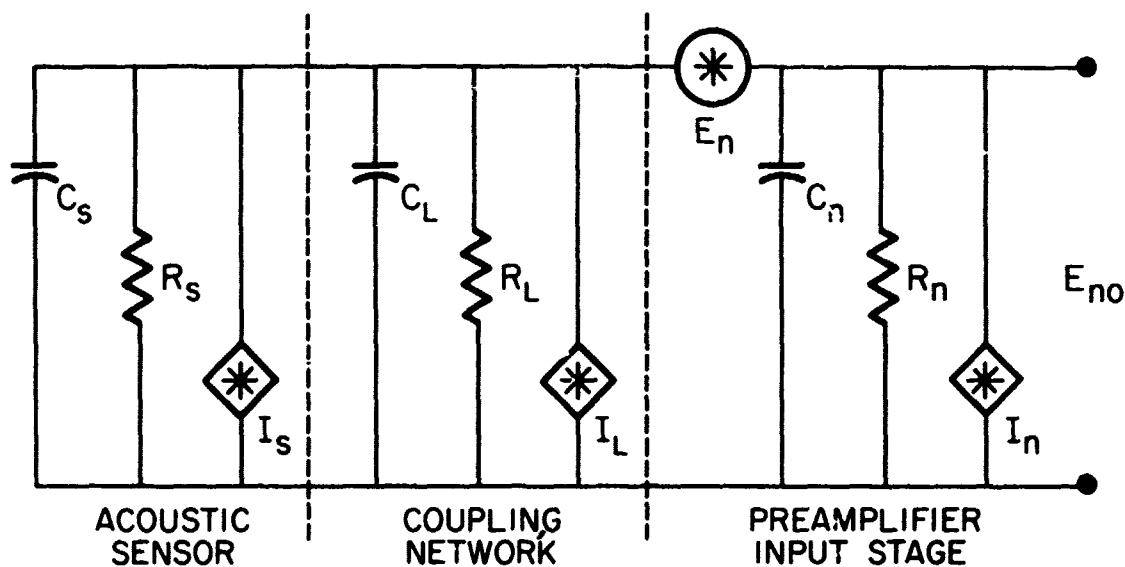 E_n
C_s
R_s
I_s
C_L
R_L
I_L
C_n
R_n
I_n
E_no
ACOUSTIC
SENSOR
COUPLING
NETWORK
PREAMPLIFIER
INPUT STAGE